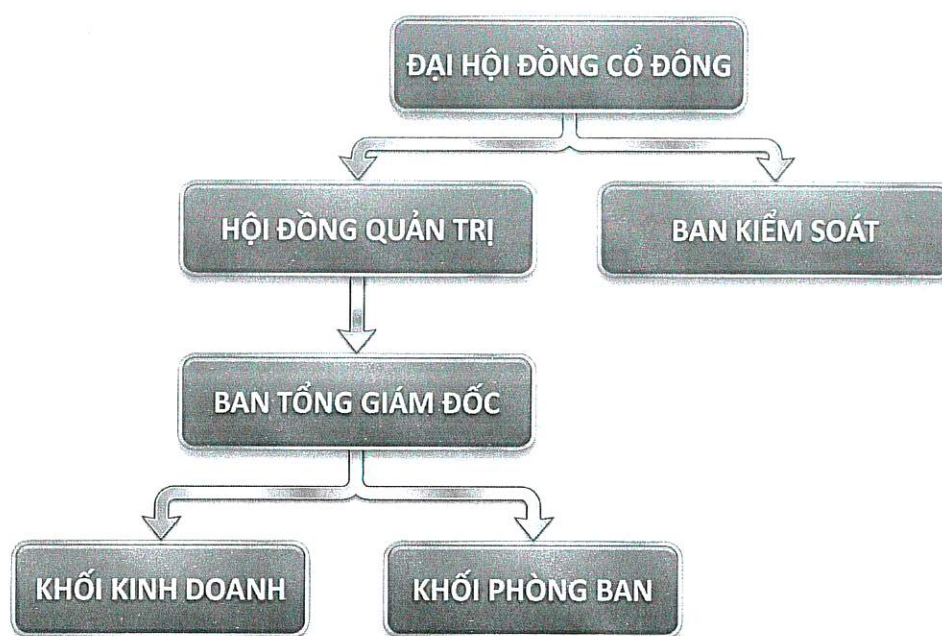 ĐẠI HỘI ĐỒNG CỔ ĐÔNG
HỘI ĐỒNG QUẢN TRỊ
BAN KIỂM SOÁT
BAN TỔNG GIÁM ĐỐC
KHỐI KINH DOANH
KHỐI PHÒNG BAN